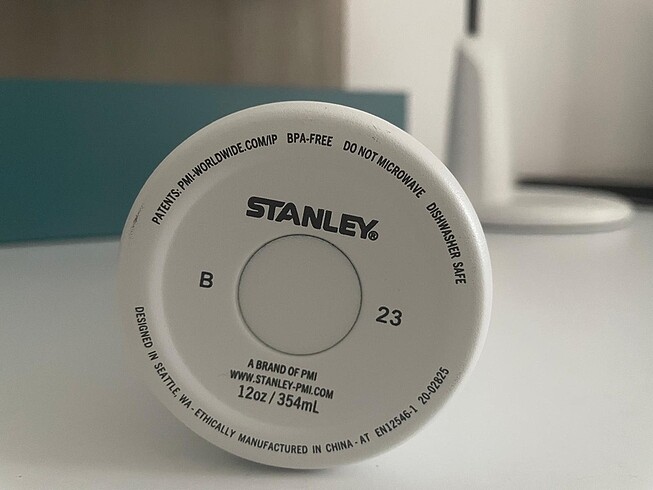 PATENTS: PMI-WORLDWIDE.COM/IP BPA-FREE DO NOT MICROWAVE DISHWASHER SAFE
STANLEY®
B 23
A BRAND OF PMI
WWW.STANLEY-PMI.COM
12oz / 354mL
DESIGNED IN SEATTLE, WA - ETHICALLY MANUFACTURED IN CHINA - AT EN12546-1 20-02825